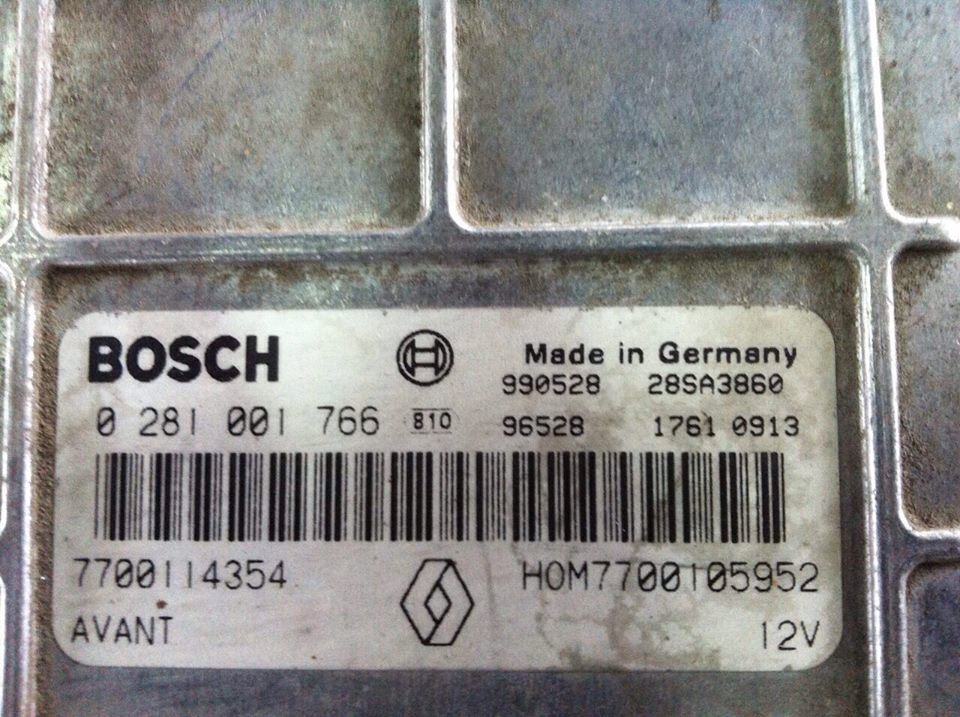 BOSCH
Made in Germany
990528 28SA3860
0 281 001 766 810
96528 1761 0913
7700114354
HOM7700105952
AVANT
12V